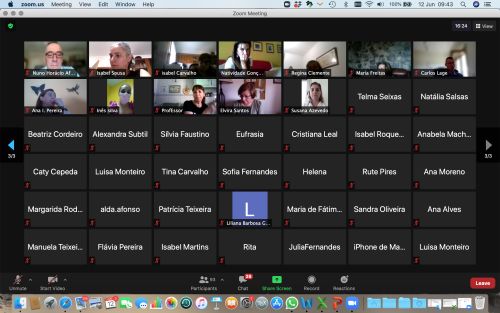 zoom.us Meeting View Edit Window Help
100% 12 Jun 09:43
Zoom Meeting
16:24 View
Nuno Horácio Af...
Isabel Sousa
Isabel Carvalho
Natividade Gonç...
Regina Clemente
Maria Freitas
Carlos Lage
Ana I. Pereira
Inês silva
Professor
Elvira Santos
Susana Azevedo
Telma Seixas
Natália Salsas
Beatriz Cordeiro
Alexandra Subtil
Sílvia Faustino
Eufrasia
Cristiana Leal
Isabel Roque...
Anabela Mach...
3/3
3/3
Caty Cepeda
Luisa Monteiro
Tina Carvalho
Sofia Fernandes
Helena
Rute Pires
Ana Moreno
Margarida Rod...
alda.afonso
Patrícia Teixeira
L
Liliana Barbosa G...
Maria de Fátim...
Sandra Oliveira
Ana Alves
Manuela Teixei...
Flávia Pereira
Isabel Martins
Rita
JuliaFernandes
iPhone de Ma...
Luisa Monteiro
Unmute
Start Video
Participants
Chat
Share Screen
Record
Reactions
Leave